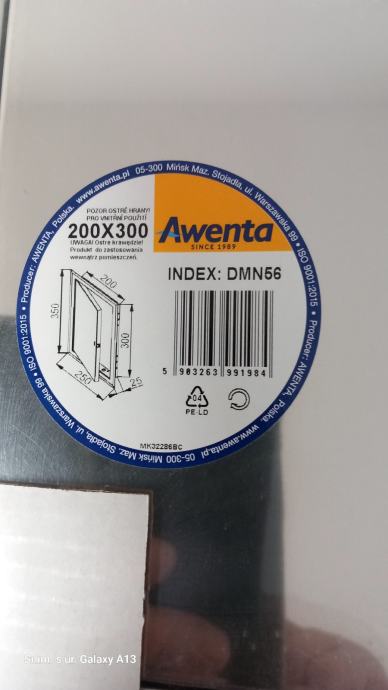 Producer: AWENTA, Polska. www.awenta.pl 05-300 Mińsk Maz. Stojadła, ul. Warszawska 99 • ISO 9001:2015 •
Producer: AWENTA, Polska. www.awenta.pl 05-300 Mińsk Maz. Stojadła, ul. Warszawska 99 • ISO 9001:2015 •
POZOR OSTRÉ HRANY!
PRO VNITŘNÍ POUŽITÍ
200X300
UWAGA! Ostre krawędzie!
Produkt do zastosowania
wewnątrz pomieszczeń.
Awenta
SINCE 1989
INDEX: DMN56
200
350
300
250
25
5 903263 991984
04
PE-LD
MK32286BC
Galaxy A13